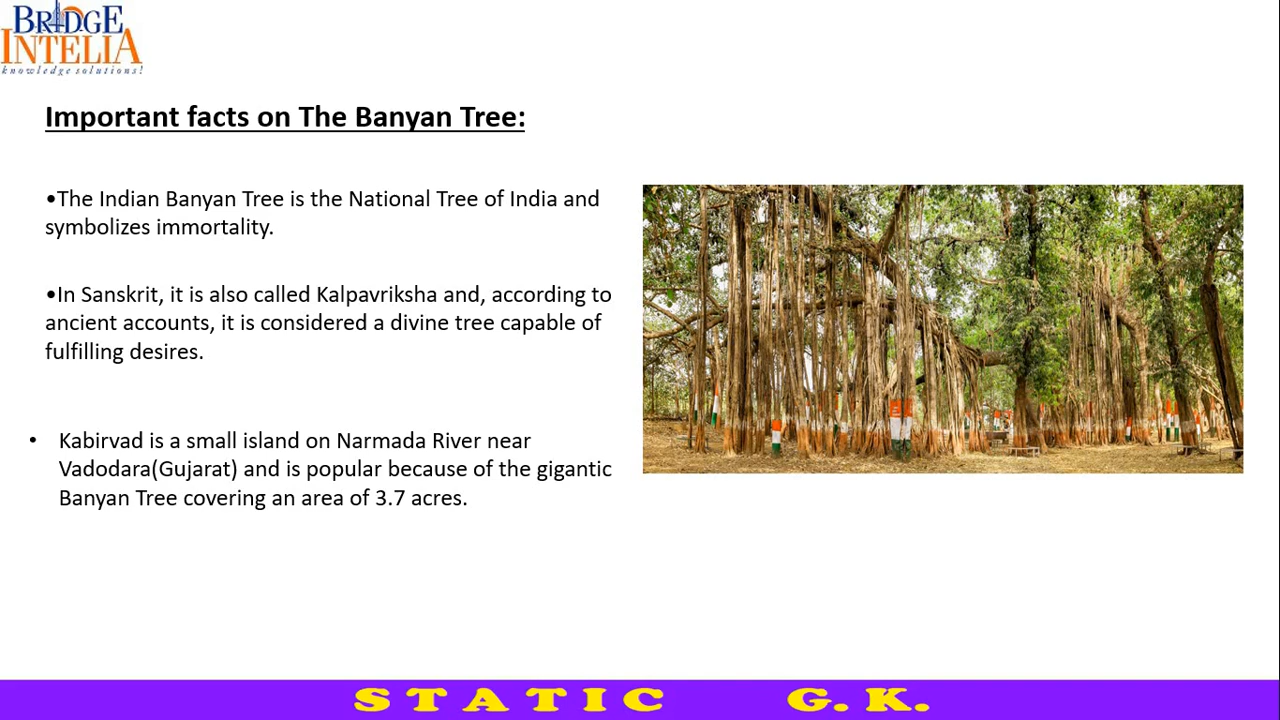 BRIDGE
INTELIA
knowledge solutions!
Important facts on The Banyan Tree:
•The Indian Banyan Tree is the National Tree of India and
symbolizes immortality.
•In Sanskrit, it is also called Kalpavriksha and, according to
ancient accounts, it is considered a divine tree capable of
fulfilling desires.
• Kabirvad is a small island on Narmada River near
Vadodara(Gujarat) and is popular because of the gigantic
Banyan Tree covering an area of 3.7 acres.
STATIC G.K.